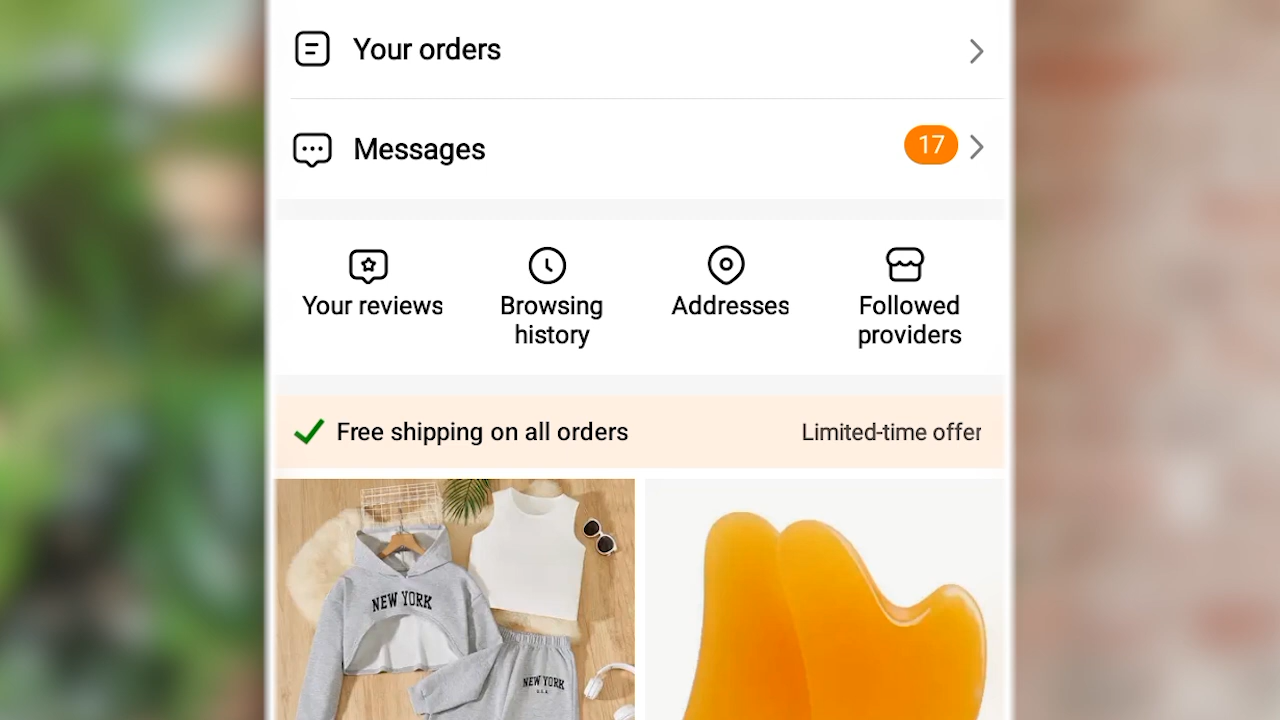 Your orders
Messages
17
Your reviews
Browsing
history
Addresses
Followed
providers
Free shipping on all orders
Limited-time offer
NEW YORK
NEW YORK